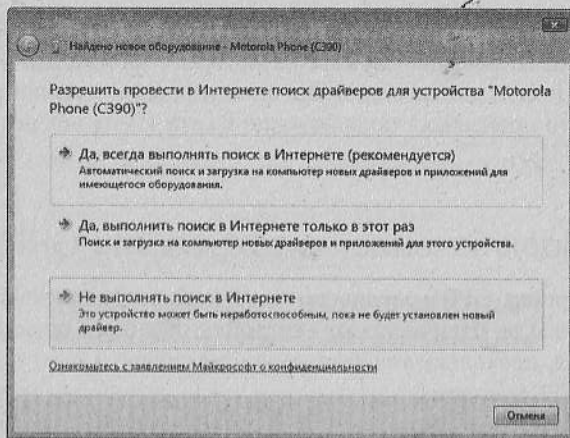 Найдено новое оборудование - Motorola Phone (C390)
Разрешить провести в Интернете поиск драйверов для устройства "Motorola
Phone (C390)"?
Да, всегда выполнять поиск в Интернете (рекомендуется)
Автоматический поиск и загрузка на компьютер новых драйверов и приложений для
имеющегося оборудования.
Да, выполнить поиск в Интернете только в этот раз
Поиск и загрузка на компьютер новых драйверов и приложений для этого устройства.
Не выполнять поиск в Интернете
Это устройство может быть неработоспособным, пока не будет установлен новый
драйвер.
Ознакомьтесь с заявлением Майкрософт о конфиденциальности
Отмена